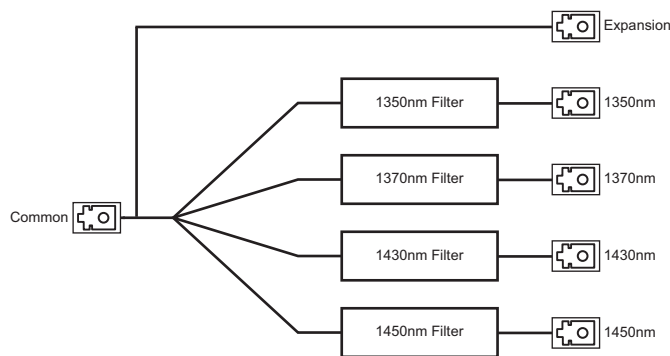 Expansion
1350nm Filter
1350nm
1370nm Filter
1370nm
Common
1430nm Filter
1430nm
1450nm Filter
1450nm